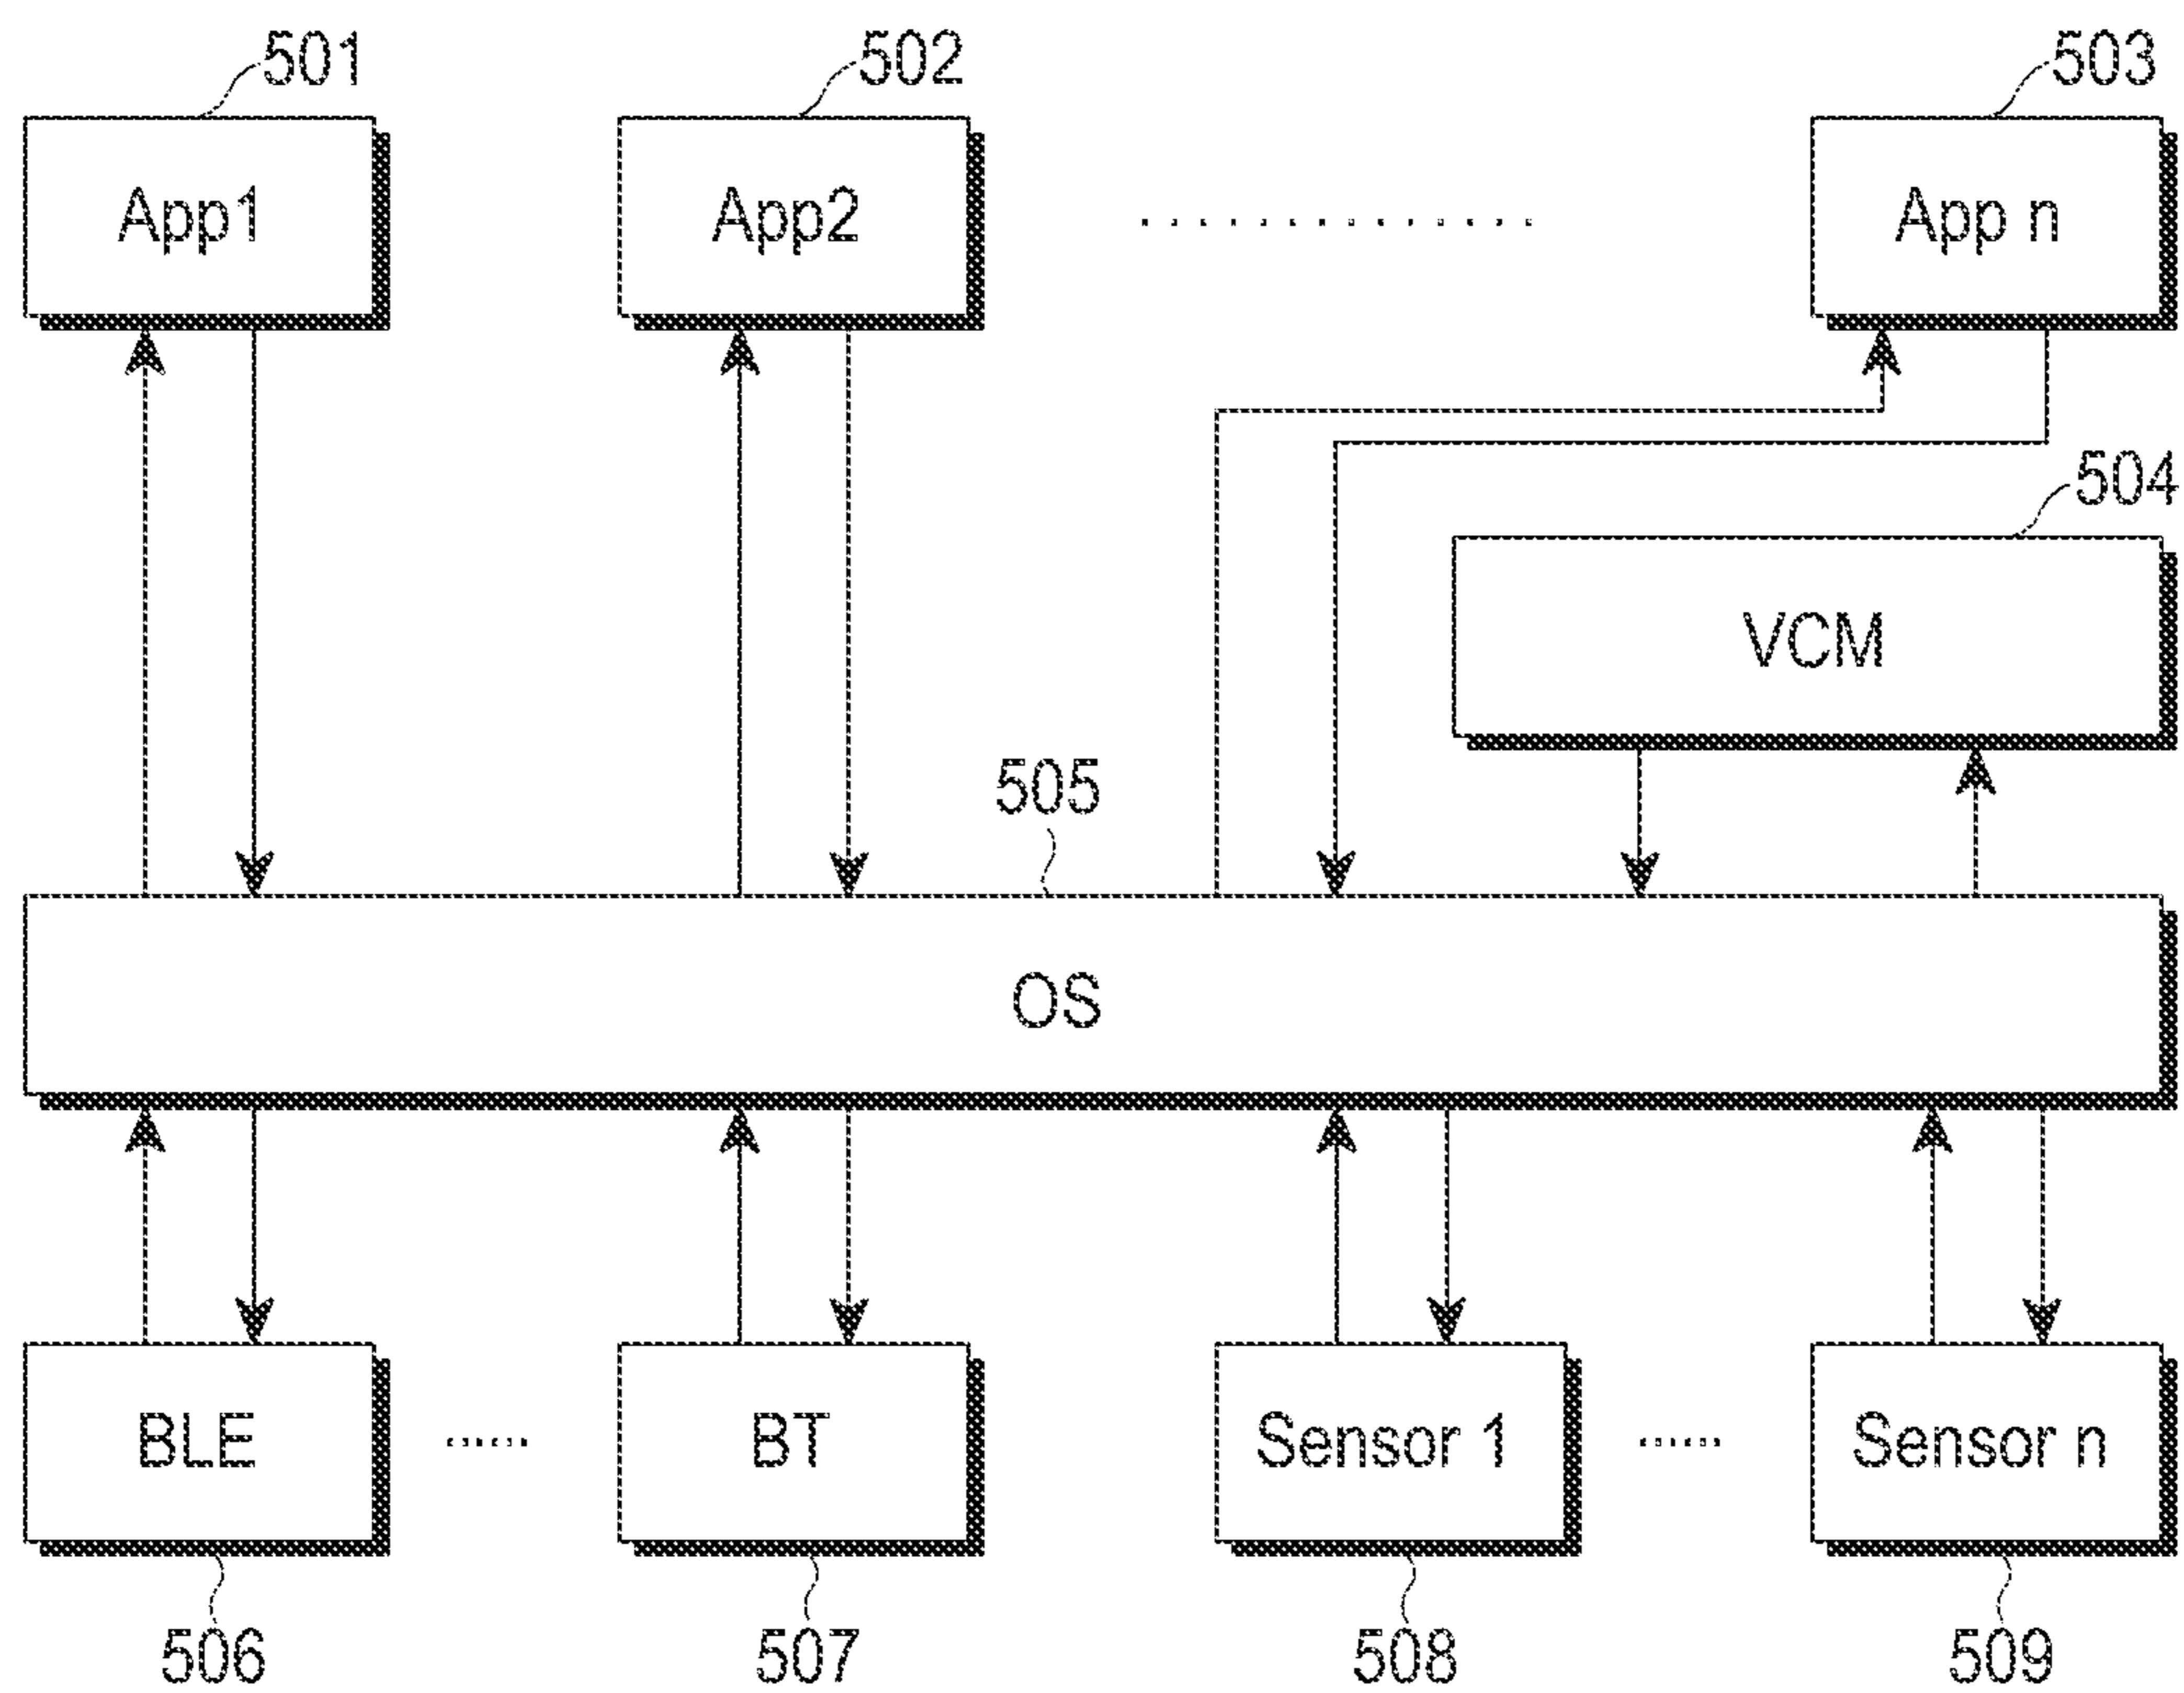 501
502
503
App1
App2
App n
504
VCM
505
OS
BLE
BT
Sensor 1
Sensor n
506
507
508
509